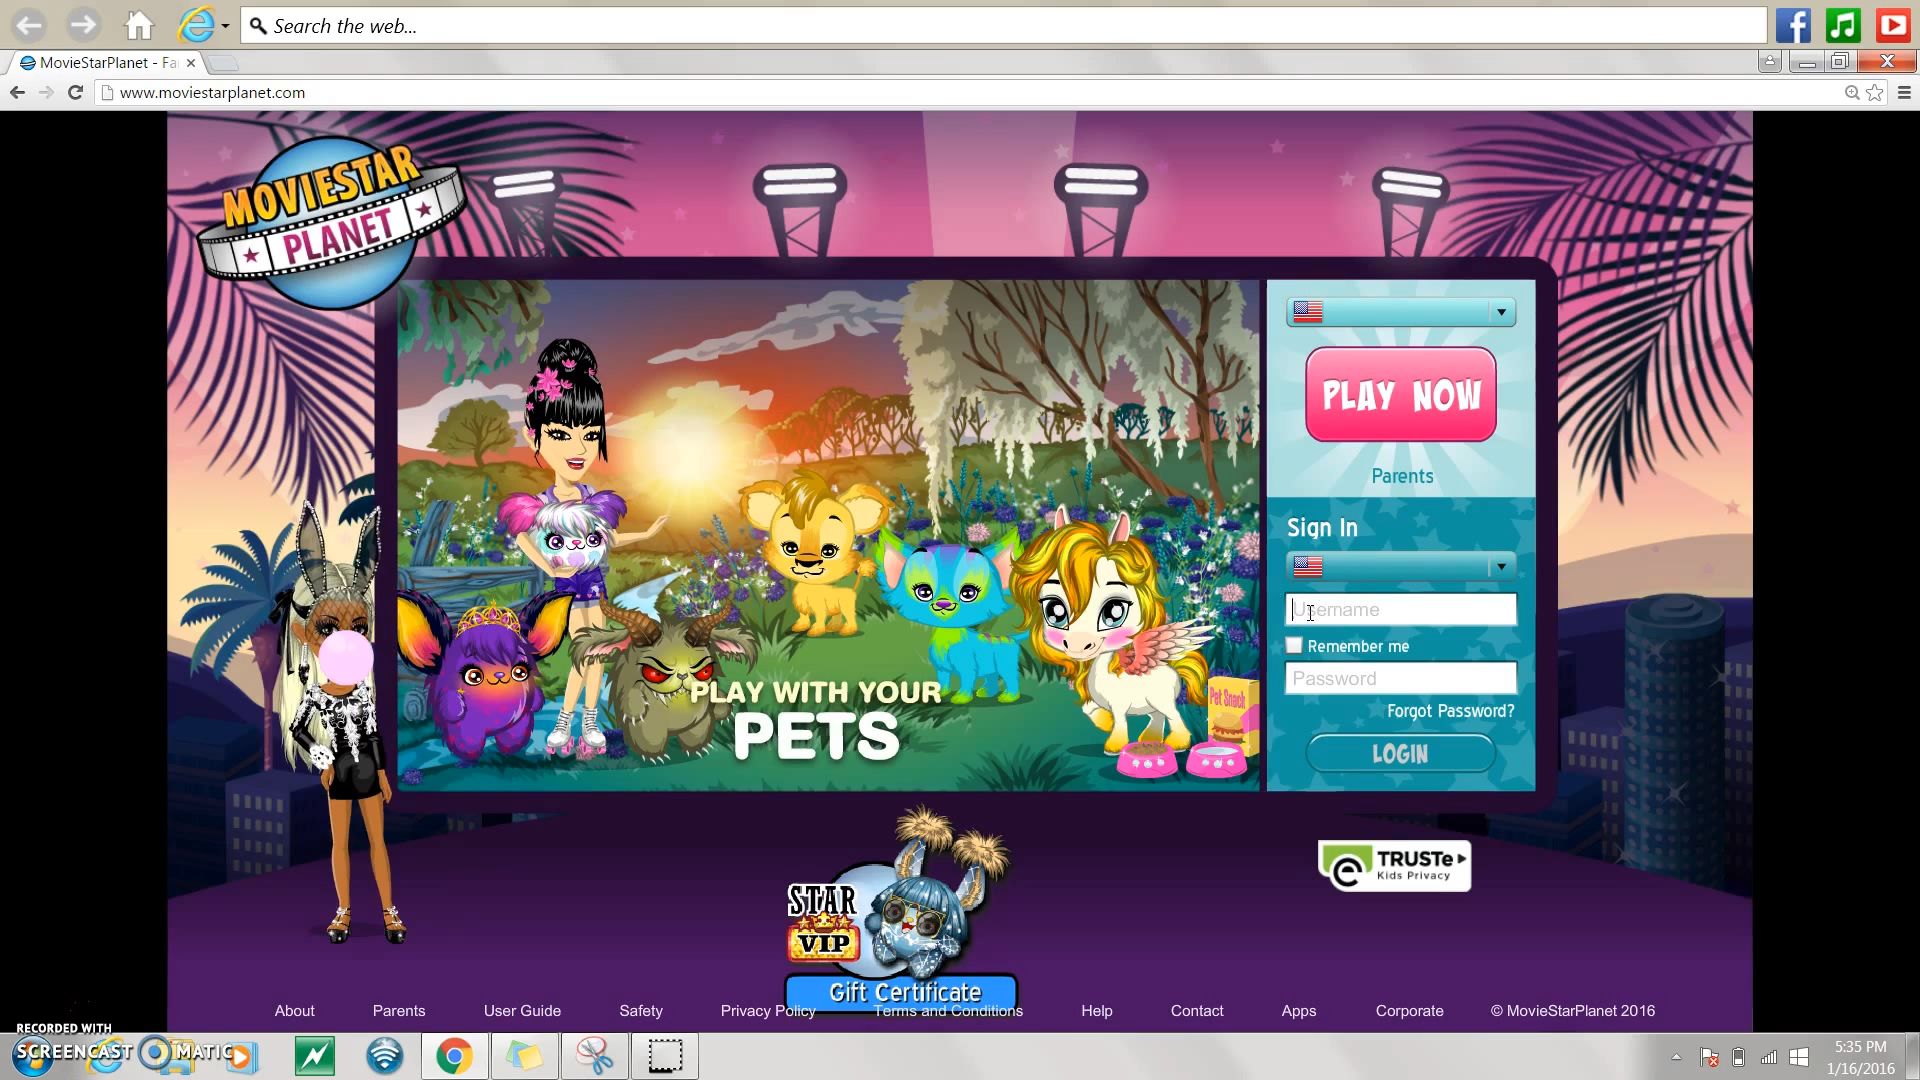 Search the web...
MovieStarPlanet - Fa
www.moviestarplanet.com
MOVIESTAR
PLANET
PLAY NOW
Parents
Sign In
Username
Remember me
Password
Forgot Password?
LOGIN
Pet Snack
PLAY WITH YOUR
PETS
TRUSTe
Kids Privacy
STAR
VIP
Gift Certificate
About
Parents
User Guide
Safety
Privacy Policy
Terms and Conditions
Help
Contact
Apps
Corporate
© MovieStarPlanet 2016
RECORDED WITH
SCREENCAST MATIC
5:35 PM
1/16/2016